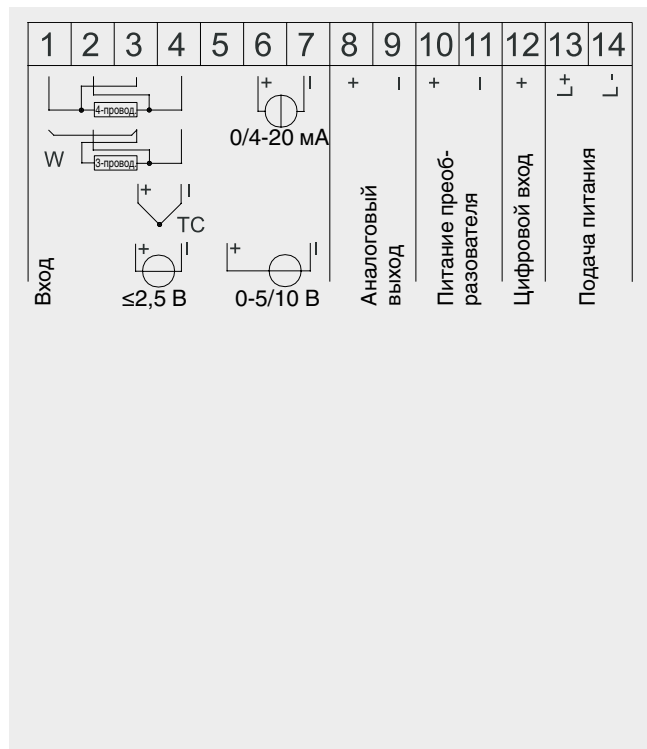 1 2 3 4 5 6 7 8 9 10 11 12 13 14
+ − + − + − + L+ L -
4-провод.
0/4-20 мА
W
3-провод.
+ −
TC
+ − + −
≤2,5 В
0-5/10 В
Вход
Аналоговый
выход
Питание преоб-
разователя
Цифровой вход
Подача питания